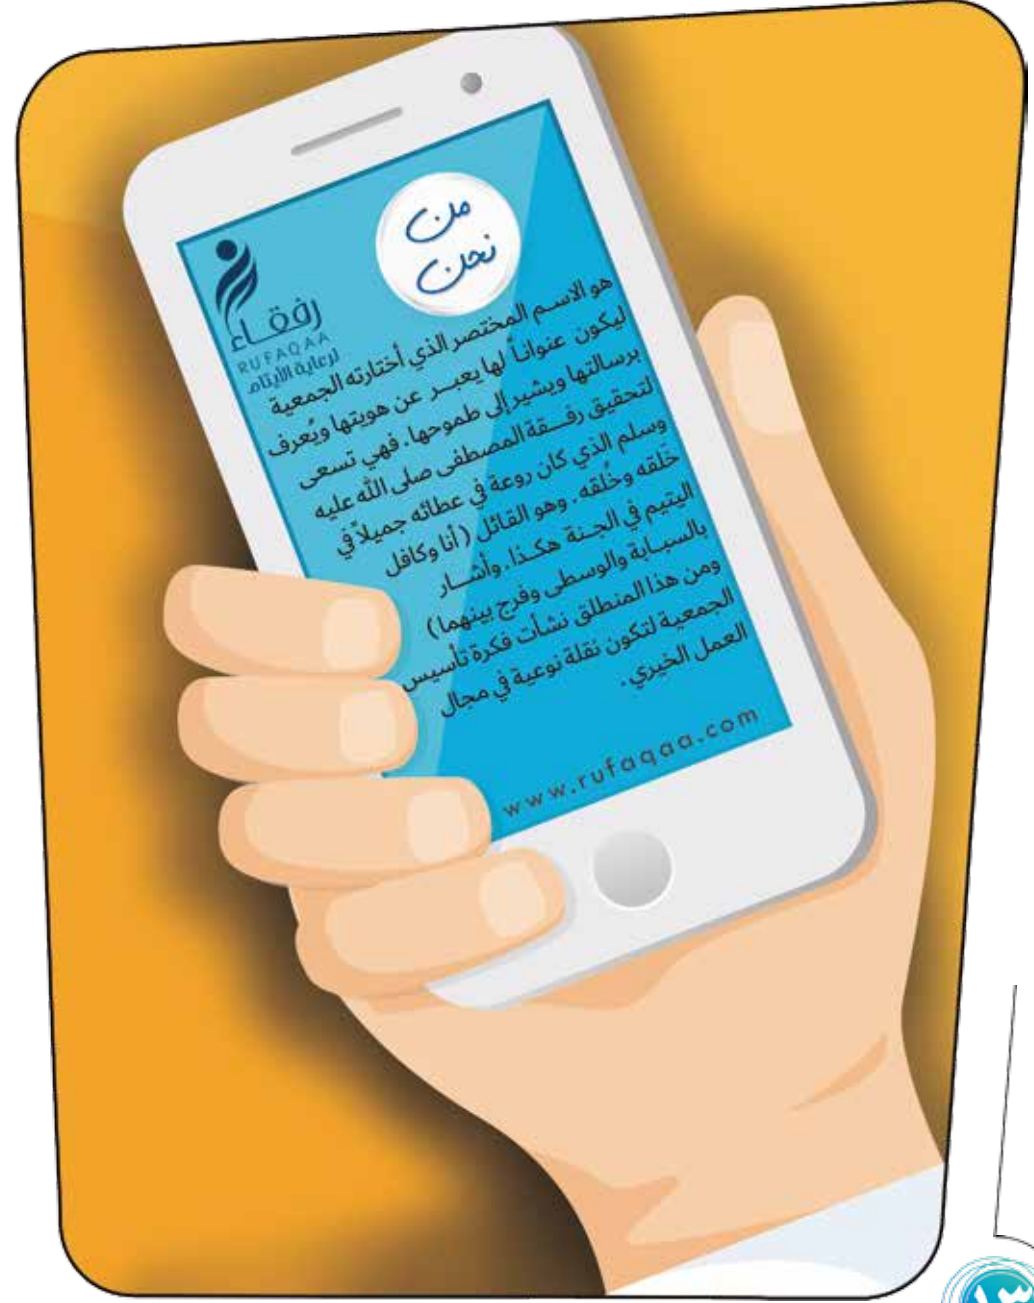 من
نحن
رفقاء
RUFAQAA
لرعاية الأيتام
هو الاسم المختصر الذي أختارته الجمعية
ليكون عنواناً لها يعبر عن هويتها ويُعرف
برسالتها ويشير إلى طموحها. فهي تسعى
لتحقيق رفقة المصطفى صلى الله عليه
وسلم الذي كان روعة في عطائه جميلاً في
خَلقه وخُلقه. وهو القائل (أنا وكافل
اليتيم في الجنة هكذا. وأشار
بالسبابة والوسطى وفرج بينهما)
ومن هذا المنطلق نشأت فكرة تأسيس
الجمعية لتكون نقلة نوعية في مجال
العمل الخيري.
www.rufaqaa.com